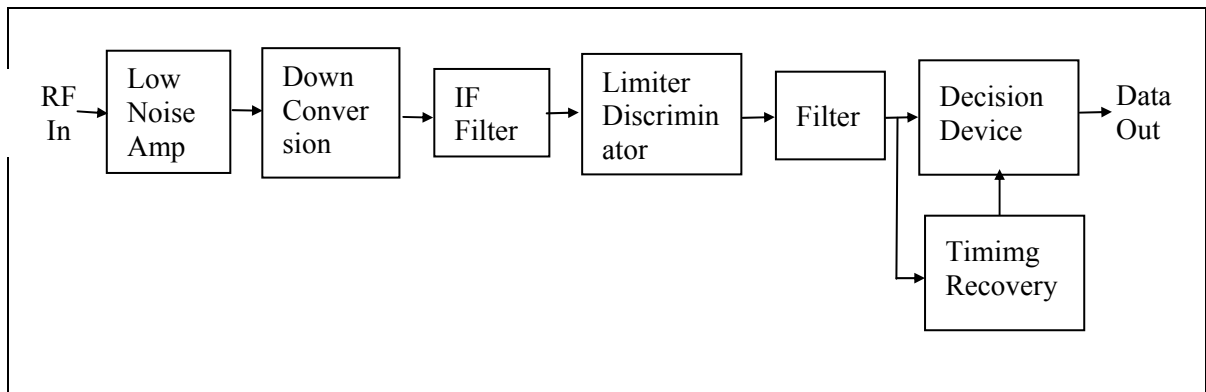 RF
In
Low
Noise
Amp
Down
Conver
sion
IF
Filter
Limiter
Discrimin
ator
Filter
Decision
Device
Data
Out
Timimg
Recovery